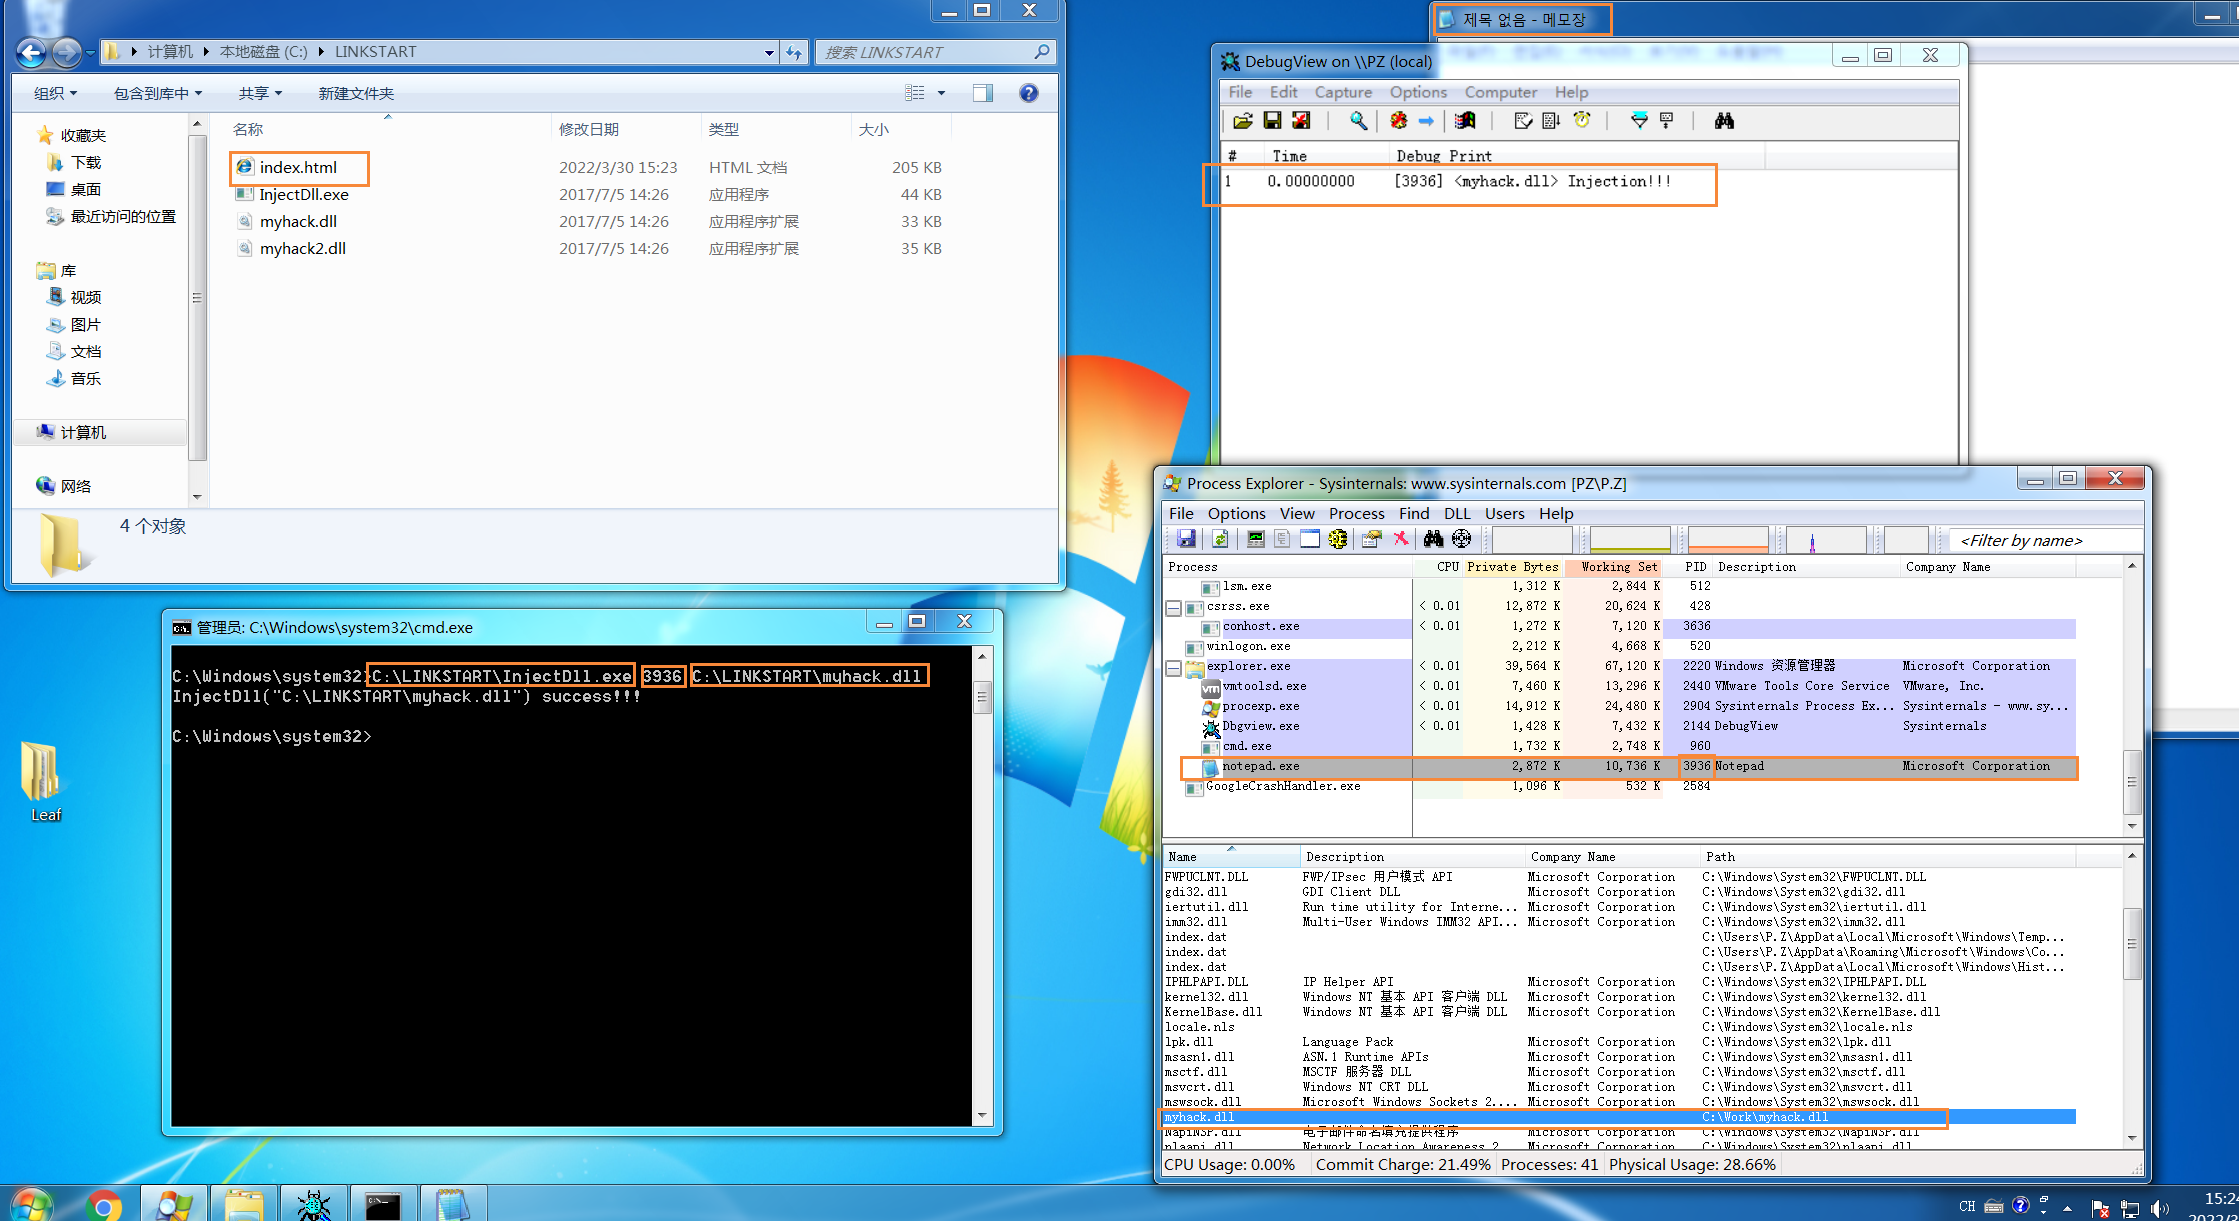 计算机 本地磁盘 (C:) LINKSTART
搜索 LINKSTART
组织 包含到库中 共享 新建文件夹
收藏夹
下载
桌面
最近访问的位置
库
视频
图片
文档
音乐
计算机
网络
名称 修改日期 类型 大小
index.html 2022/3/30 15:23 HTML 文档 205 KB
InjectDll.exe 2017/7/5 14:26 应用程序 44 KB
myhack.dll 2017/7/5 14:26 应用程序扩展 33 KB
myhack2.dll 2017/7/5 14:26 应用程序扩展 35 KB
4 个对象
제목 없음 - 메모장
DebugView on \\PZ (local)
File Edit Capture Options Computer Help
# Time Debug Print
1 0.00000000 [3936] <myhack.dll> Injection!!!
管理员: C:\Windows\system32\cmd.exe
C:\Windows\system32>C:\LINKSTART\InjectDll.exe 3936 C:\LINKSTART\myhack.dll
InjectDll("C:\LINKSTART\myhack.dll") success!!!
C:\Windows\system32>
Leaf
Process Explorer - Sysinternals: www.sysinternals.com [PZ\P.Z]
File Options View Process Find DLL Users Help
<Filter by name>
Process CPU Private Bytes Working Set PID Description Company Name
lsm.exe 1,312 K 2,844 K 512
csrss.exe < 0.01 12,872 K 20,624 K 428
conhost.exe < 0.01 1,272 K 7,120 K 3636
winlogon.exe 2,212 K 4,668 K 520
explorer.exe < 0.01 39,564 K 67,120 K 2220 Windows 资源管理器 Microsoft Corporation
vmtoolsd.exe < 0.01 7,460 K 13,296 K 2440 VMware Tools Core Service VMware, Inc.
procexp.exe < 0.01 14,912 K 24,480 K 2904 Sysinternals Process Ex... Sysinternals - www.sy...
Dbgview.exe < 0.01 1,428 K 7,432 K 2144 DebugView Sysinternals
cmd.exe 1,732 K 2,748 K 960
notepad.exe 2,872 K 10,736 K 3936 Notepad Microsoft Corporation
GoogleCrashHandler.exe 1,096 K 532 K 2584
Name Description Company Name Path
FWPUCLNT.DLL FWP/IPsec 用户模式 API Microsoft Corporation C:\Windows\System32\FWPUCLNT.DLL
gdi32.dll GDI Client DLL Microsoft Corporation C:\Windows\System32\gdi32.dll
iertutil.dll Run time utility for Interne... Microsoft Corporation C:\Windows\System32\iertutil.dll
imm32.dll Multi-User Windows IMM32 API... Microsoft Corporation C:\Windows\System32\imm32.dll
index.dat C:\Users\P.Z\AppData\Local\Microsoft\Windows\Temp...
index.dat C:\Users\P.Z\AppData\Roaming\Microsoft\Windows\Co...
index.dat C:\Users\P.Z\AppData\Local\Microsoft\Windows\Hist...
IPHLPAPI.DLL IP Helper API Microsoft Corporation C:\Windows\System32\IPHLPAPI.DLL
kernel32.dll Windows NT 基本 API 客户端 DLL Microsoft Corporation C:\Windows\System32\kernel32.dll
KernelBase.dll Windows NT 基本 API 客户端 DLL Microsoft Corporation C:\Windows\System32\KernelBase.dll
locale.nls C:\Windows\System32\locale.nls
lpk.dll Language Pack Microsoft Corporation C:\Windows\System32\lpk.dll
msasn1.dll ASN.1 Runtime APIs Microsoft Corporation C:\Windows\System32\msasn1.dll
msctf.dll MSCTF 服务器 DLL Microsoft Corporation C:\Windows\System32\msctf.dll
msvcrt.dll Windows NT CRT DLL Microsoft Corporation C:\Windows\System32\msvcrt.dll
mswsock.dll Microsoft Windows Sockets 2.... Microsoft Corporation C:\Windows\System32\mswsock.dll
myhack.dll C:\Work\myhack.dll
NapiNSP.dll 电子邮件命名填充提供程序 Microsoft Corporation C:\Windows\System32\NapiNSP.dll
nlaapi.dll Network Location Awareness 2 Microsoft Corporation C:\Windows\System32\nlaapi.dll
CPU Usage: 0.00% Commit Charge: 21.49% Processes: 41 Physical Usage: 28.66%
CH
15:24